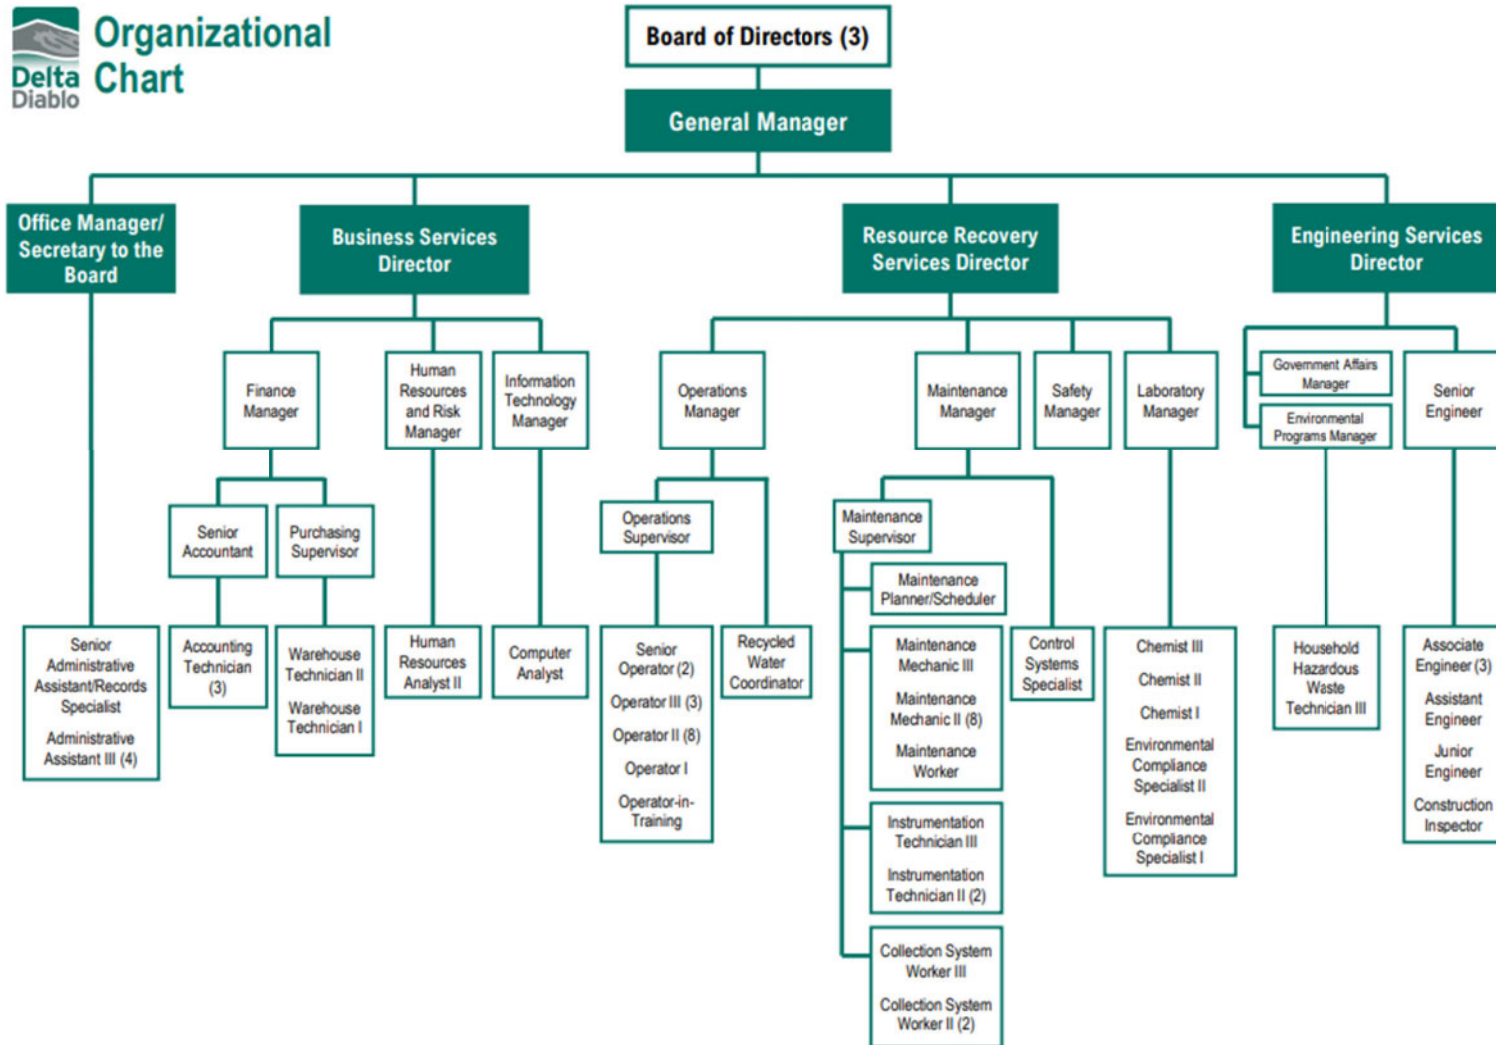 Organizational
Chart
Delta
Diablo
Board of Directors (3)
General Manager
Office Manager/
Secretary to the
Board
Business Services
Director
Resource Recovery
Services Director
Engineering Services
Director
Finance
Manager
Human
Resources
and Risk
Manager
Information
Technology
Manager
Operations
Manager
Maintenance
Manager
Safety
Manager
Laboratory
Manager
Government Affairs
Manager
Environmental
Programs Manager
Senior
Engineer
Senior
Accountant
Purchasing
Supervisor
Operations
Supervisor
Maintenance
Supervisor
Maintenance
Planner/Scheduler
Senior
Administrative
Assistant/Records
Specialist
Administrative
Assistant III (4)
Accounting
Technician
(3)
Warehouse
Technician II
Warehouse
Technician I
Human
Resources
Analyst II
Computer
Analyst
Senior
Operator (2)
Operator III (3)
Operator II (8)
Operator I
Operator-in-
Training
Recycled
Water
Coordinator
Maintenance
Mechanic III
Maintenance
Mechanic II (8)
Maintenance
Worker
Instrumentation
Technician III
Instrumentation
Technician II (2)
Collection System
Worker III
Collection System
Worker II (2)
Control
Systems
Specialist
Chemist III
Chemist II
Chemist I
Environmental
Compliance
Specialist II
Environmental
Compliance
Specialist I
Household
Hazardous
Waste
Technician III
Associate
Engineer (3)
Assistant
Engineer
Junior
Engineer
Construction
Inspector